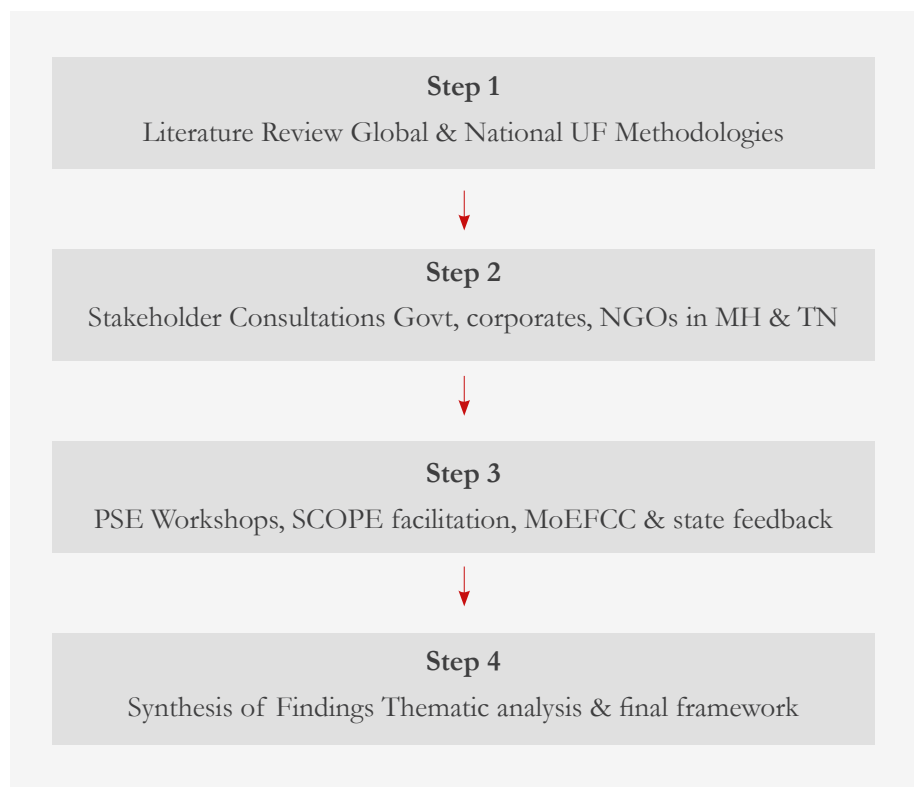 Step 1
Literature Review Global & National UF Methodologies
Step 2
Stakeholder Consultations Govt, corporates, NGOs in MH & TN
Step 3
PSE Workshops, SCOPE facilitation, MoEFCC & state feedback
Step 4
Synthesis of Findings Thematic analysis & final framework